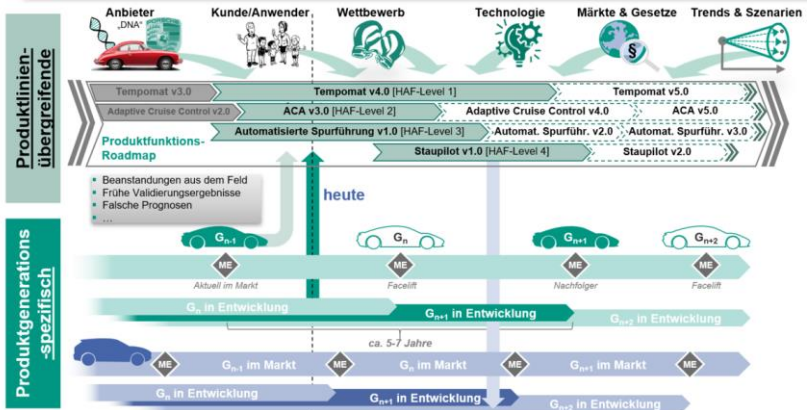 Anbieter
„DNA"
Kunde/Anwender
Wettbewerb
Technologie
Märkte & Gesetze
Trends & Szenarien
§
Produktlinien-
übergreifende
Tempomat v3.0
Tempomat v4.0 [HAF-Level 1]
Tempomat v5.0
Adaptive Cruise Control v2.0
ACA v3.0 [HAF-Level 2]
Adaptive Cruise Control v4.0
ACA v5.0
Produktfunktions-
Roadmap
Automatisierte Spurführung v1.0 [HAF-Level 3]
Automat. Spurführ. v2.0
Automat. Spurführ. v3.0
Staupilot v1.0 [HAF-Level 4]
Staupilot v2.0
Beanstandungen aus dem Feld
Frühe Validierungsergebnisse
Falsche Prognosen
...
heute
Produktgenerations
-spezifisch
Gn-1
Gn
Gn+1
Gn+2
ME
ME
ME
ME
Aktuell im Markt
Facelift
Nachfolger
Facelift
Gn in Entwicklung
Gn+1 in Entwicklung
Gn+2 in Entwicklung
ca. 5-7 Jahre
ME
Gn-1 im Markt
ME
Gn im Markt
ME
Gn+1 im Markt
ME
Gn in Entwicklung
Gn+1 in Entwicklung
Gn+2 in Entwicklung